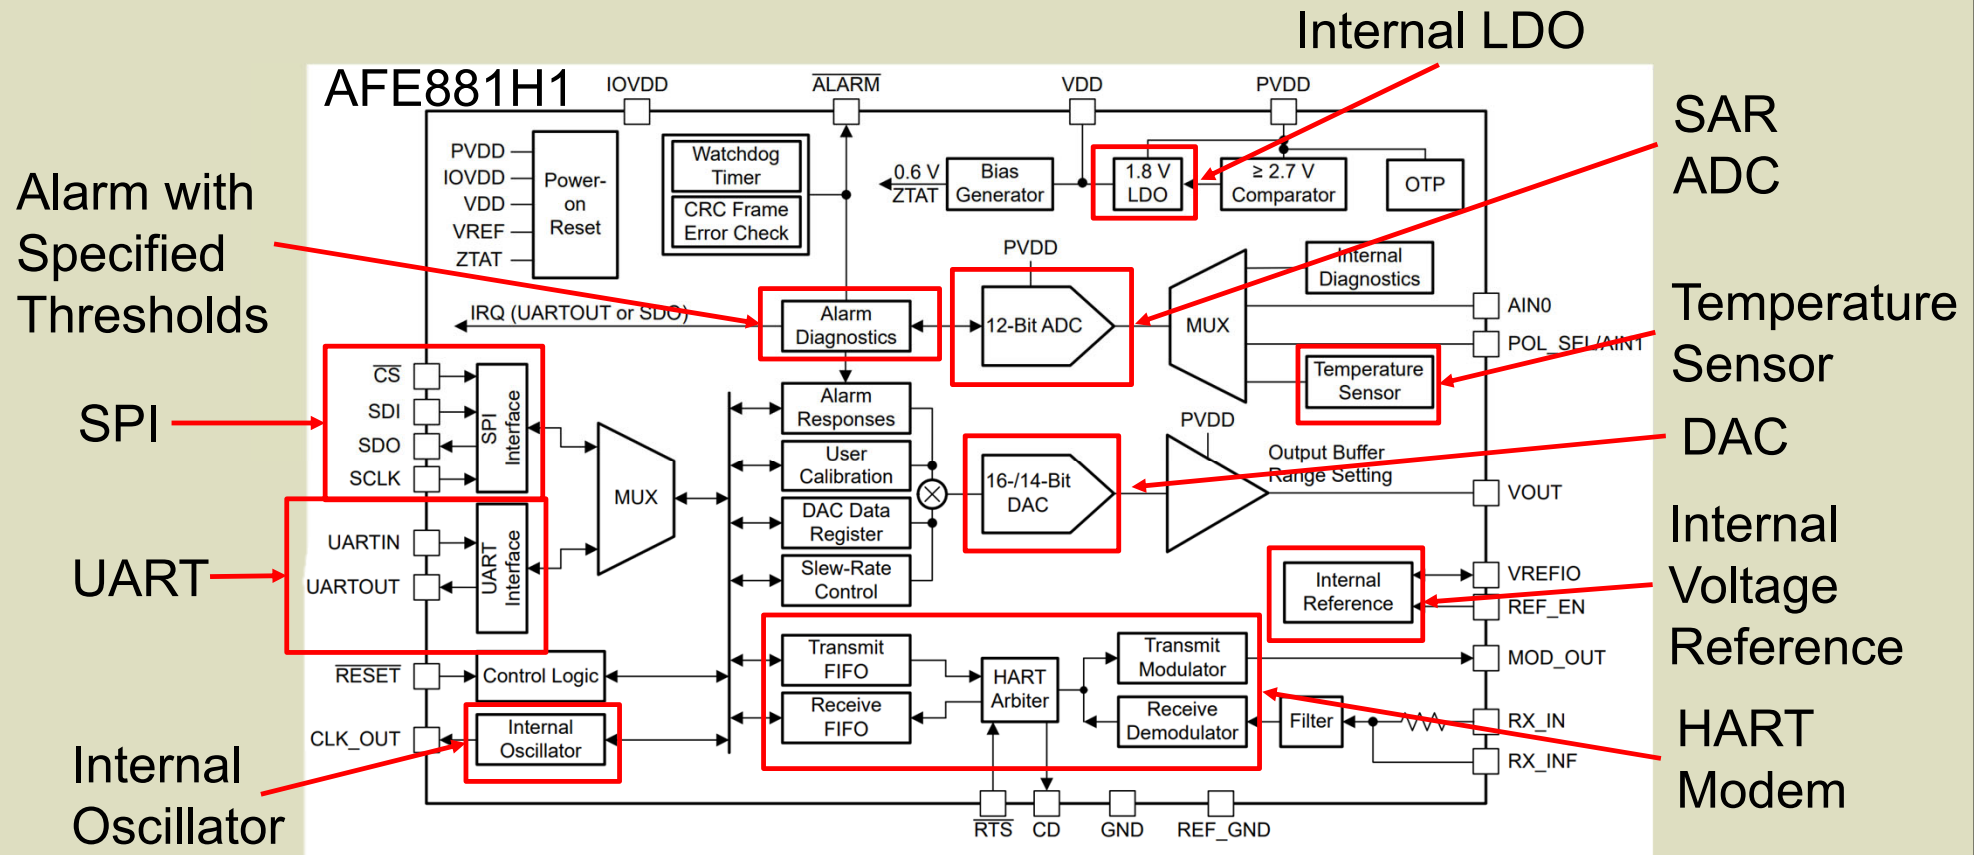 Internal LDO
AFE881H1
IOVDD
ALARM
VDD
PVDD
SAR
ADC
Alarm with
Specified
Thresholds
PVDD
IOVDD
VDD
VREF
ZTAT
Power-
on
Reset
Watchdog
Timer
CRC Frame
Error Check
0.6 V
ZTAT
Bias
Generator
1.8 V
LDO
≥ 2.7 V
Comparator
OTP
PVDD
Internal
Diagnostics
IRQ (UARTOUT or SDO)
Alarm
Diagnostics
12-Bit ADC
MUX
AIN0
POL_SEL/AIN1
Temperature
Sensor
Temperature
Sensor
SPI
CS
SDI
SDO
SCLK
SPI
Interface
Alarm
Responses
User
Calibration
DAC Data
Register
Slew-Rate
Control
MUX
16-/14-Bit
DAC
PVDD
Output Buffer
Range Setting
VOUT
DAC
UART
UARTIN
UARTOUT
UART
Interface
Internal
Reference
VREFIO
REF_EN
Internal
Voltage
Reference
RESET
Control Logic
CLK_OUT
Internal
Oscillator
Internal
Oscillator
Transmit
FIFO
Receive
FIFO
HART
Arbiter
Transmit
Modulator
Receive
Demodulator
Filter
MOD_OUT
RX_IN
RX_INF
HART
Modem
RTS
CD
GND
REF_GND